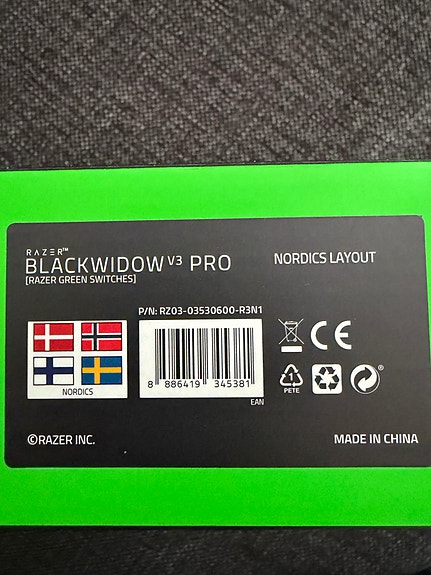 RAZER™
BLACKWIDOW V3 PRO
[RAZER GREEN SWITCHES]
NORDICS LAYOUT
P/N: RZ03-03530600-R3N1
NORDICS
8 886419 345381
EAN
CE
1
PETE
®
©RAZER INC.
MADE IN CHINA